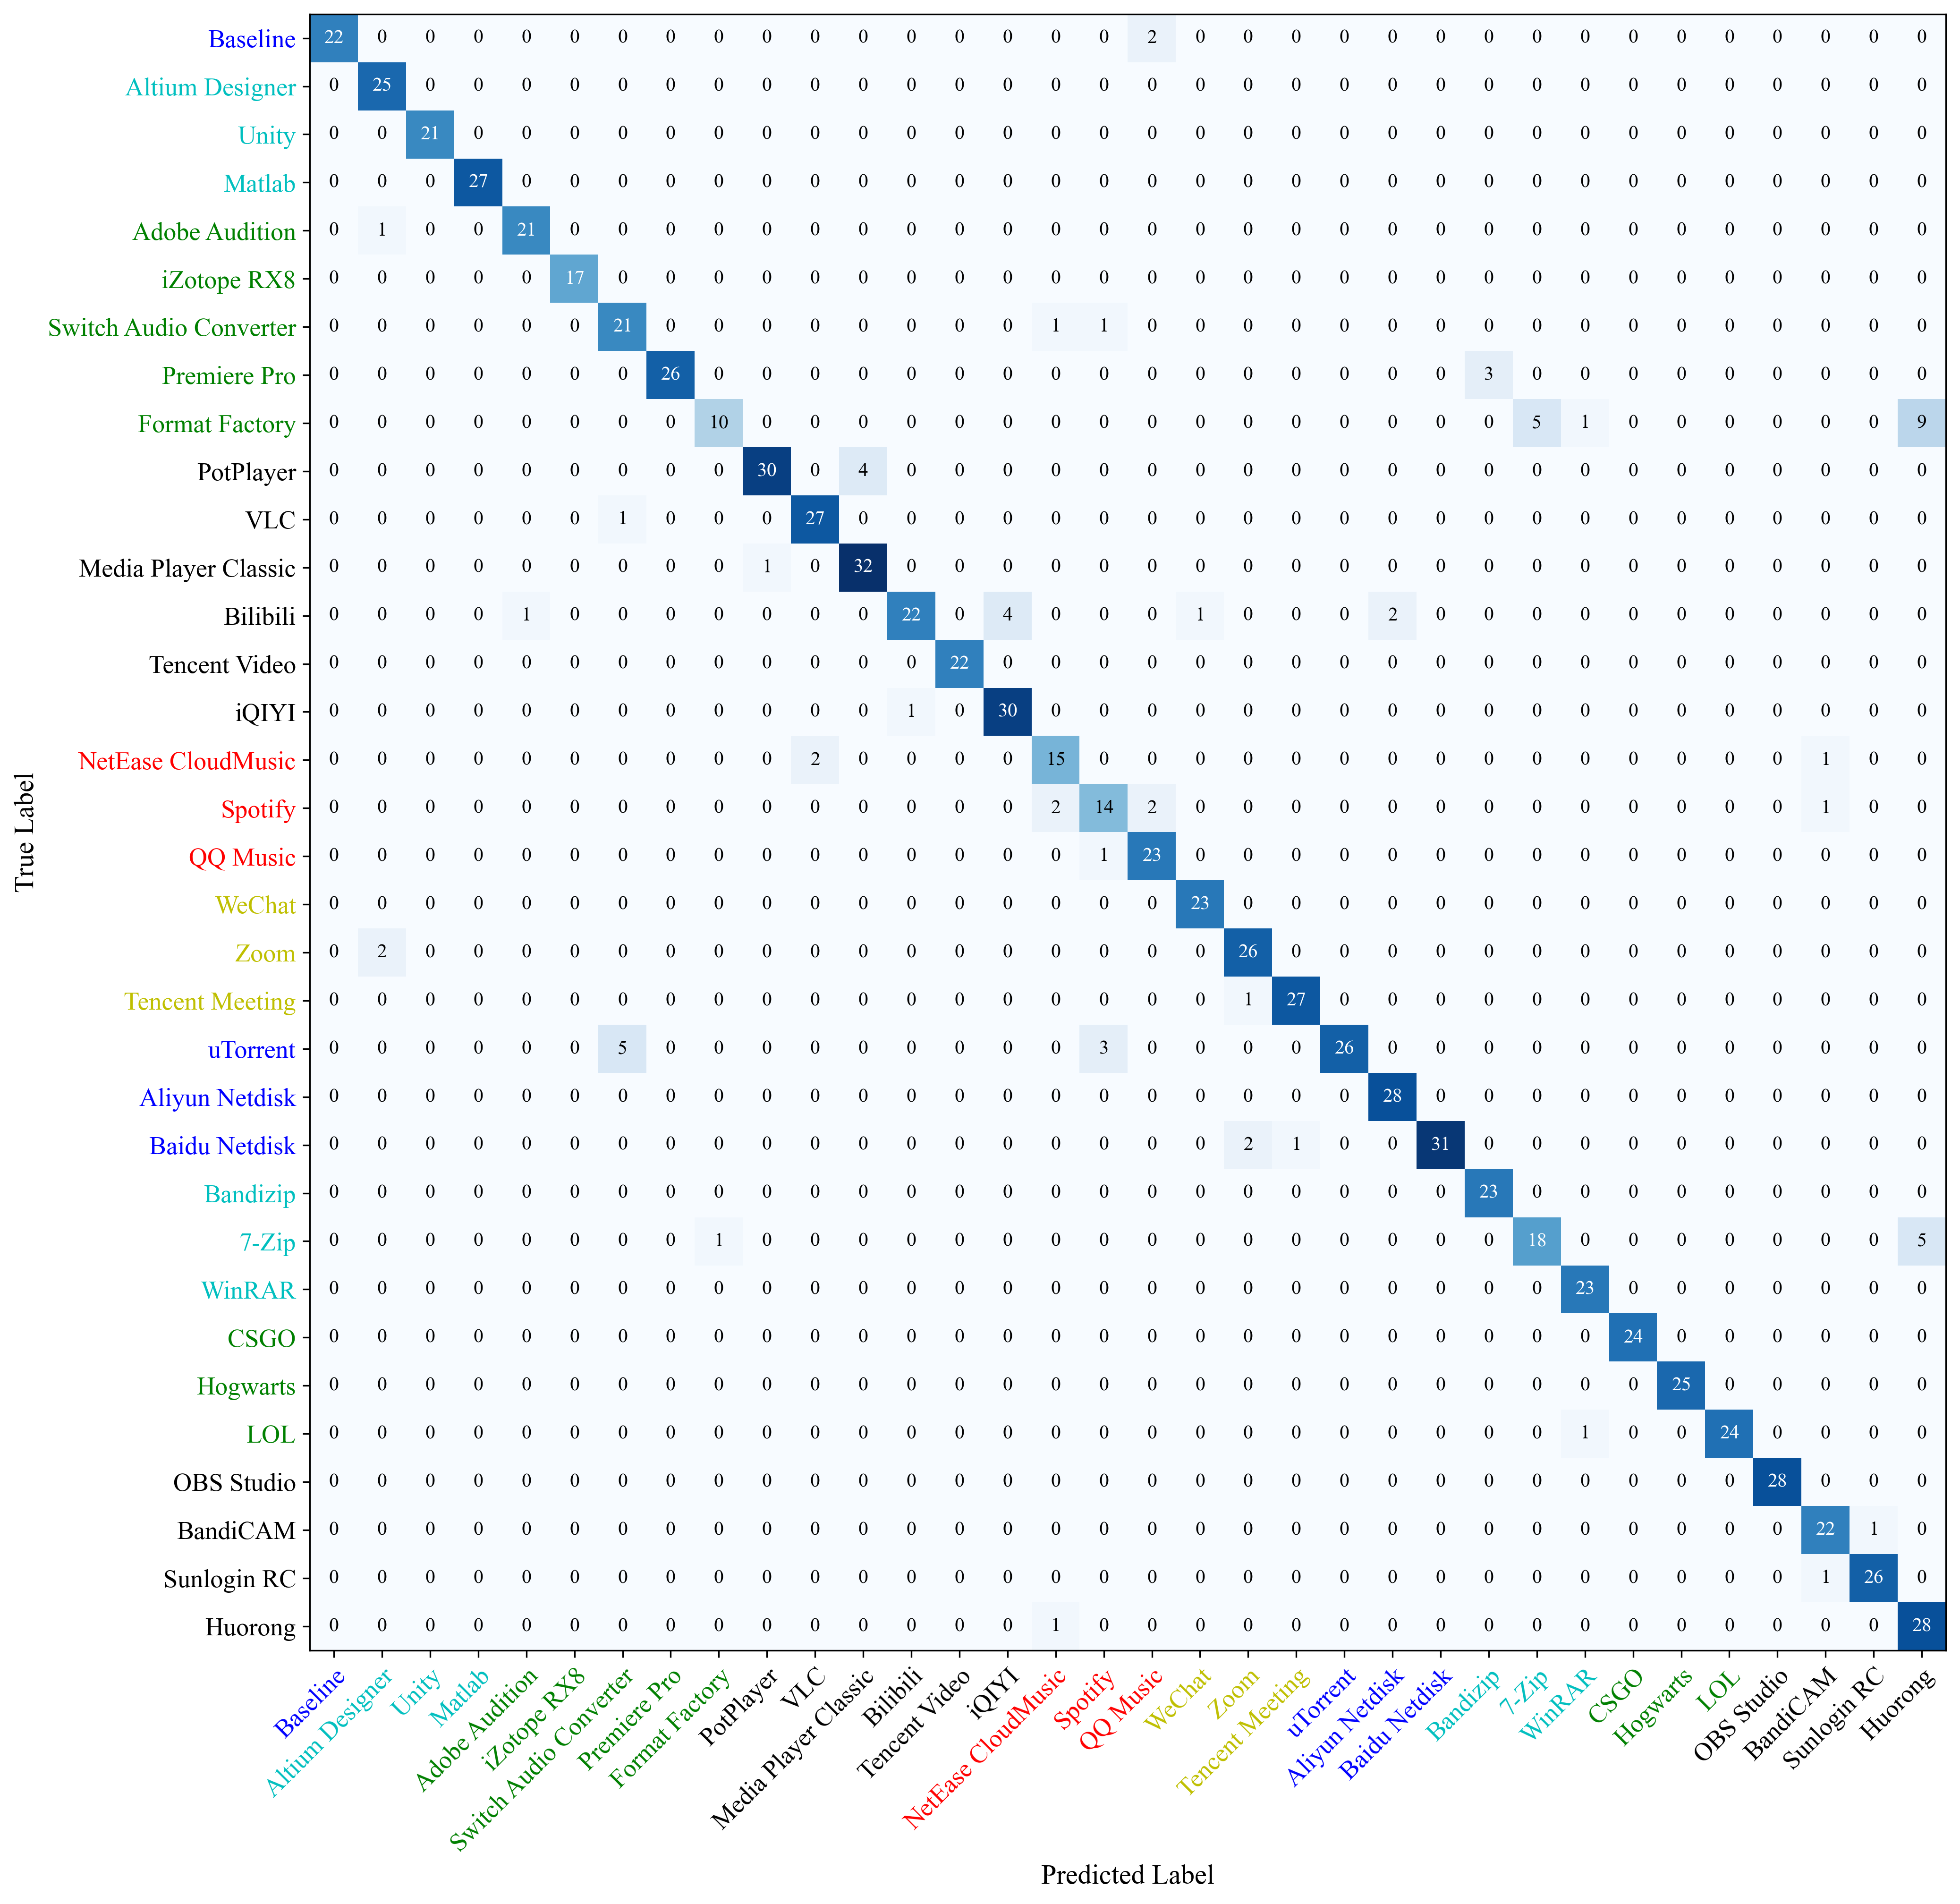 True Label
Baseline 22 0 0 0 0 0 0 0 0 0 0 0 0 0 0 0 0 2 0 0 0 0 0 0 0 0 0 0 0 0 0 0 0 0
Altium Designer 0 25 0 0 0 0 0 0 0 0 0 0 0 0 0 0 0 0 0 0 0 0 0 0 0 0 0 0 0 0 0 0 0 0
Unity 0 0 21 0 0 0 0 0 0 0 0 0 0 0 0 0 0 0 0 0 0 0 0 0 0 0 0 0 0 0 0 0 0 0
Matlab 0 0 0 27 0 0 0 0 0 0 0 0 0 0 0 0 0 0 0 0 0 0 0 0 0 0 0 0 0 0 0 0 0 0
Adobe Audition 0 1 0 0 21 0 0 0 0 0 0 0 0 0 0 0 0 0 0 0 0 0 0 0 0 0 0 0 0 0 0 0 0 0
iZotope RX8 0 0 0 0 0 17 0 0 0 0 0 0 0 0 0 0 0 0 0 0 0 0 0 0 0 0 0 0 0 0 0 0 0 0
Switch Audio Converter 0 0 0 0 0 0 21 0 0 0 0 0 0 0 0 1 1 0 0 0 0 0 0 0 0 0 0 0 0 0 0 0 0 0
Premiere Pro 0 0 0 0 0 0 0 26 0 0 0 0 0 0 0 0 0 0 0 0 0 0 0 0 3 0 0 0 0 0 0 0 0 0
Format Factory 0 0 0 0 0 0 0 0 10 0 0 0 0 0 0 0 0 0 0 0 0 0 0 0 0 5 1 0 0 0 0 0 0 9
PotPlayer 0 0 0 0 0 0 0 0 0 30 0 4 0 0 0 0 0 0 0 0 0 0 0 0 0 0 0 0 0 0 0 0 0 0
VLC 0 0 0 0 0 0 1 0 0 0 27 0 0 0 0 0 0 0 0 0 0 0 0 0 0 0 0 0 0 0 0 0 0 0
Media Player Classic 0 0 0 0 0 0 0 0 0 1 0 32 0 0 0 0 0 0 0 0 0 0 0 0 0 0 0 0 0 0 0 0 0 0
Bilibili 0 0 0 0 1 0 0 0 0 0 0 0 22 0 4 0 0 0 1 0 0 0 2 0 0 0 0 0 0 0 0 0 0 0
Tencent Video 0 0 0 0 0 0 0 0 0 0 0 0 0 22 0 0 0 0 0 0 0 0 0 0 0 0 0 0 0 0 0 0 0 0
iQIYI 0 0 0 0 0 0 0 0 0 0 0 0 1 0 30 0 0 0 0 0 0 0 0 0 0 0 0 0 0 0 0 0 0 0
NetEase CloudMusic 0 0 0 0 0 0 0 0 0 0 2 0 0 0 0 15 0 0 0 0 0 0 0 0 0 0 0 0 0 0 0 1 0 0
Spotify 0 0 0 0 0 0 0 0 0 0 0 0 0 0 0 2 14 2 0 0 0 0 0 0 0 0 0 0 0 0 0 1 0 0
QQ Music 0 0 0 0 0 0 0 0 0 0 0 0 0 0 0 0 1 23 0 0 0 0 0 0 0 0 0 0 0 0 0 0 0 0
WeChat 0 0 0 0 0 0 0 0 0 0 0 0 0 0 0 0 0 0 23 0 0 0 0 0 0 0 0 0 0 0 0 0 0 0
Zoom 0 2 0 0 0 0 0 0 0 0 0 0 0 0 0 0 0 0 0 26 0 0 0 0 0 0 0 0 0 0 0 0 0 0
Tencent Meeting 0 0 0 0 0 0 0 0 0 0 0 0 0 0 0 0 0 0 0 1 27 0 0 0 0 0 0 0 0 0 0 0 0 0
uTorrent 0 0 0 0 0 0 5 0 0 0 0 0 0 0 0 0 3 0 0 0 0 26 0 0 0 0 0 0 0 0 0 0 0 0
Aliyun Netdisk 0 0 0 0 0 0 0 0 0 0 0 0 0 0 0 0 0 0 0 0 0 0 28 0 0 0 0 0 0 0 0 0 0 0
Baidu Netdisk 0 0 0 0 0 0 0 0 0 0 0 0 0 0 0 0 0 0 0 2 1 0 0 31 0 0 0 0 0 0 0 0 0 0
Bandizip 0 0 0 0 0 0 0 0 0 0 0 0 0 0 0 0 0 0 0 0 0 0 0 0 23 0 0 0 0 0 0 0 0 0
7-Zip 0 0 0 0 0 0 0 0 1 0 0 0 0 0 0 0 0 0 0 0 0 0 0 0 0 18 0 0 0 0 0 0 0 5
WinRAR 0 0 0 0 0 0 0 0 0 0 0 0 0 0 0 0 0 0 0 0 0 0 0 0 0 0 23 0 0 0 0 0 0 0
CSGO 0 0 0 0 0 0 0 0 0 0 0 0 0 0 0 0 0 0 0 0 0 0 0 0 0 0 0 24 0 0 0 0 0 0
Hogwarts 0 0 0 0 0 0 0 0 0 0 0 0 0 0 0 0 0 0 0 0 0 0 0 0 0 0 0 0 25 0 0 0 0 0
LOL 0 0 0 0 0 0 0 0 0 0 0 0 0 0 0 0 0 0 0 0 0 0 0 0 0 0 1 0 0 24 0 0 0 0
OBS Studio 0 0 0 0 0 0 0 0 0 0 0 0 0 0 0 0 0 0 0 0 0 0 0 0 0 0 0 0 0 0 28 0 0 0
BandiCAM 0 0 0 0 0 0 0 0 0 0 0 0 0 0 0 0 0 0 0 0 0 0 0 0 0 0 0 0 0 0 0 22 1 0
Sunlogin RC 0 0 0 0 0 0 0 0 0 0 0 0 0 0 0 0 0 0 0 0 0 0 0 0 0 0 0 0 0 0 0 1 26 0
Huorong 0 0 0 0 0 0 0 0 0 0 0 0 0 0 0 1 0 0 0 0 0 0 0 0 0 0 0 0 0 0 0 0 0 28
Baseline
Altium Designer
Unity
Matlab
Adobe Audition
iZotope RX8
Switch Audio Converter
Premiere Pro
Format Factory
PotPlayer
VLC
Media Player Classic
Bilibili
Tencent Video
iQIYI
NetEase CloudMusic
Spotify
QQ Music
WeChat
Zoom
Tencent Meeting
uTorrent
Aliyun Netdisk
Baidu Netdisk
Bandizip
7-Zip
WinRAR
CSGO
Hogwarts
LOL
OBS Studio
BandiCAM
Sunlogin RC
Huorong
Predicted Label